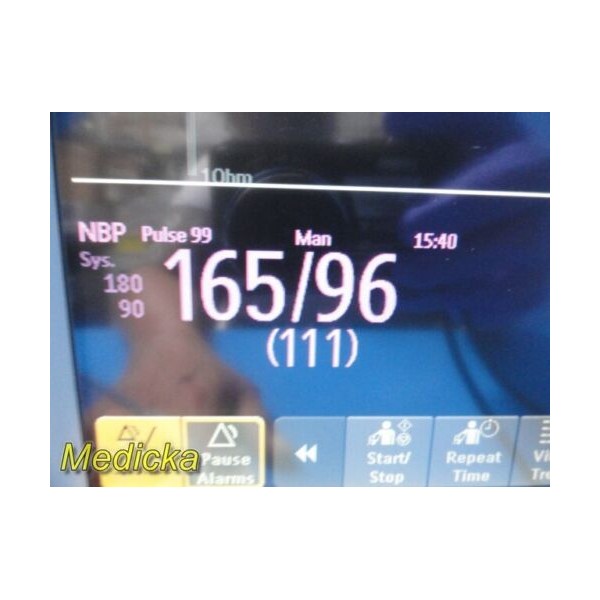 1Ohm
NBP Pulse 99 Man 15:40
Sys.
180
90
165/96
(111)
Medicka
Pause
Alarms
Start/
Stop
Repeat
Time